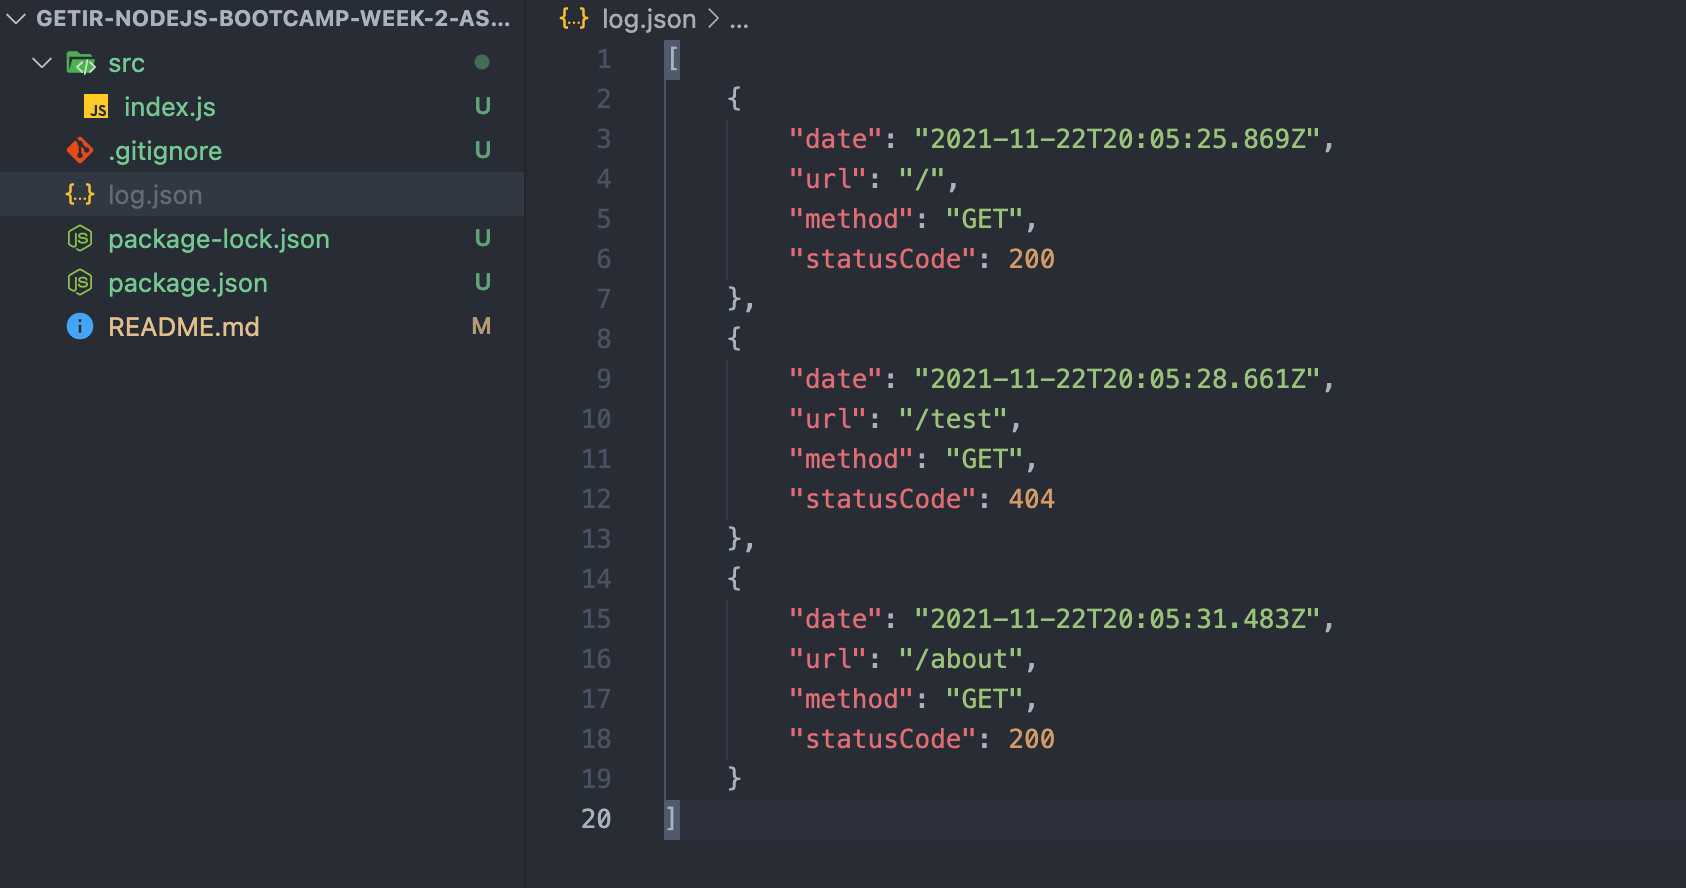 GETIR-NODEJS-BOOTCAMP-WEEK-2-AS...
src
JS index.js U
.gitignore U
{...} log.json
JS package-lock.json U
JS package.json U
i README.md M
{...} log.json > ...
1 [
2 {
3 "date": "2021-11-22T20:05:25.869Z",
4 "url": "/",
5 "method": "GET",
6 "statusCode": 200
7 },
8 {
9 "date": "2021-11-22T20:05:28.661Z",
10 "url": "/test",
11 "method": "GET",
12 "statusCode": 404
13 },
14 {
15 "date": "2021-11-22T20:05:31.483Z",
16 "url": "/about",
17 "method": "GET",
18 "statusCode": 200
19 }
20 ]